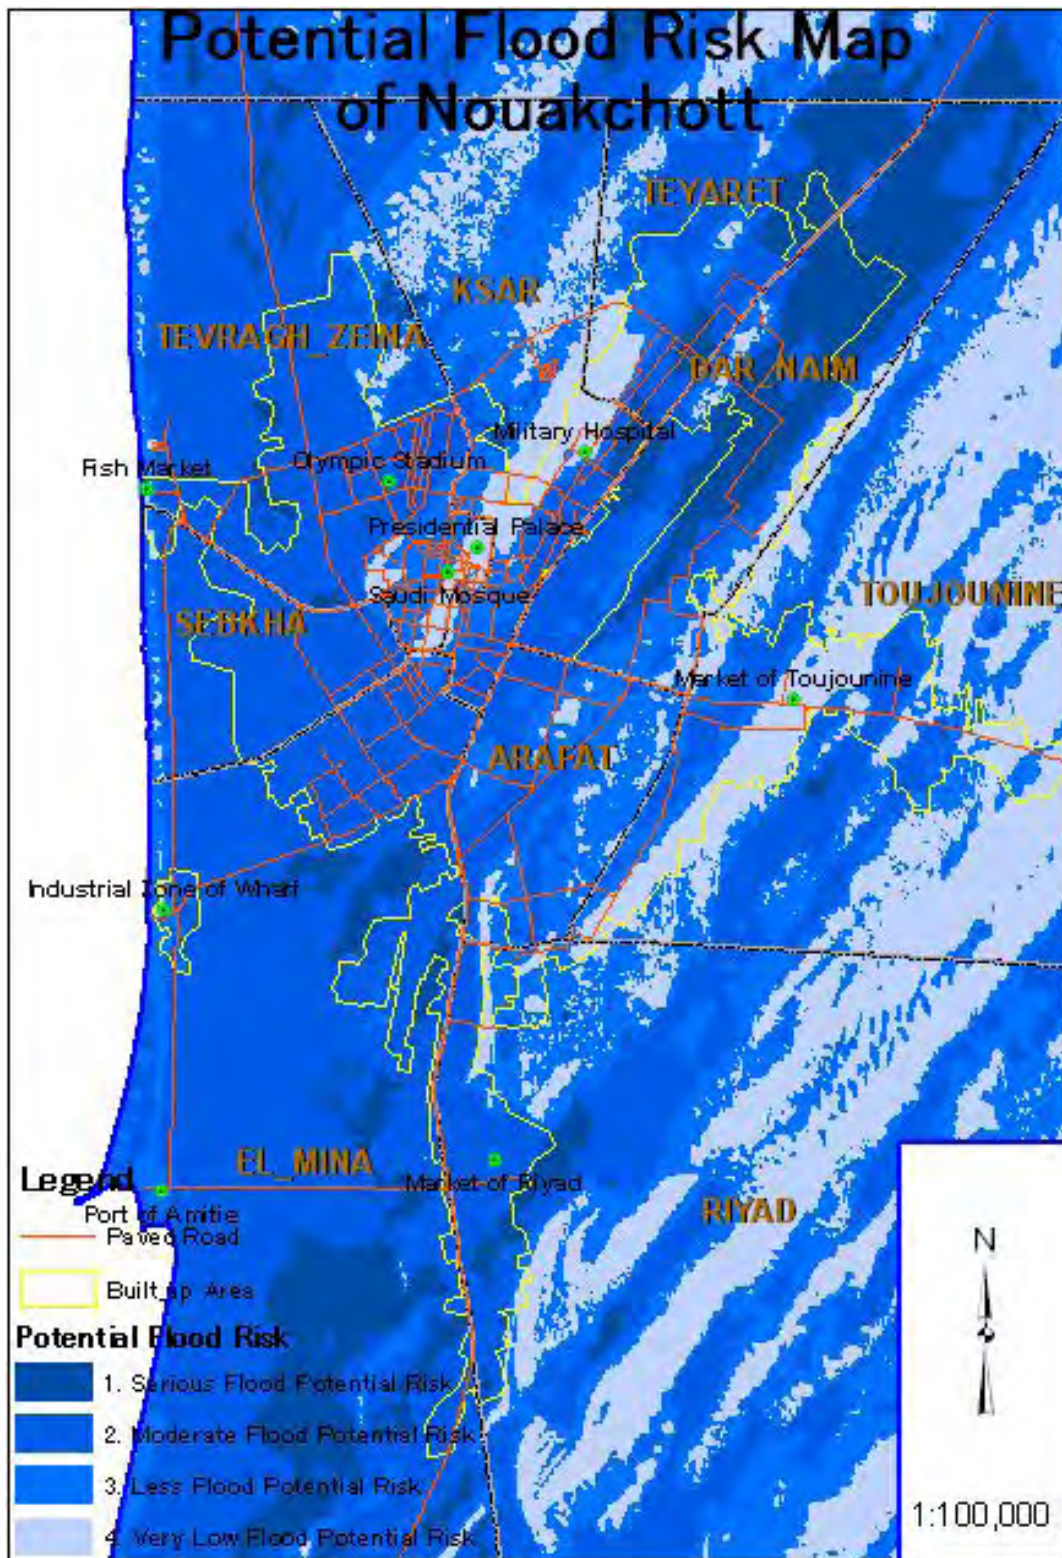 Potential Flood Risk Map
of Nouakchott
TEYARET
KSAR
TEVRAGH_ZEINA
DAR_NAIM
Military Hospital
Fish Market
Olympic Stadium
Presidential Palace
Saudi Mosque
TOUJOUNINE
SEBKHA
Market of Toujounine
ARAFAT
Industrial Zone of Wharf
EL_MINA
Market of Riyad
RIYAD
Legend
Port of Amitie
Paved Road
Built up Area
Potential Flood Risk
1. Serious Flood Potential Risk
2. Moderate Flood Potential Risk
3. Less Flood Potential Risk
4. Very Low Flood Potential Risk
N
1:100,000